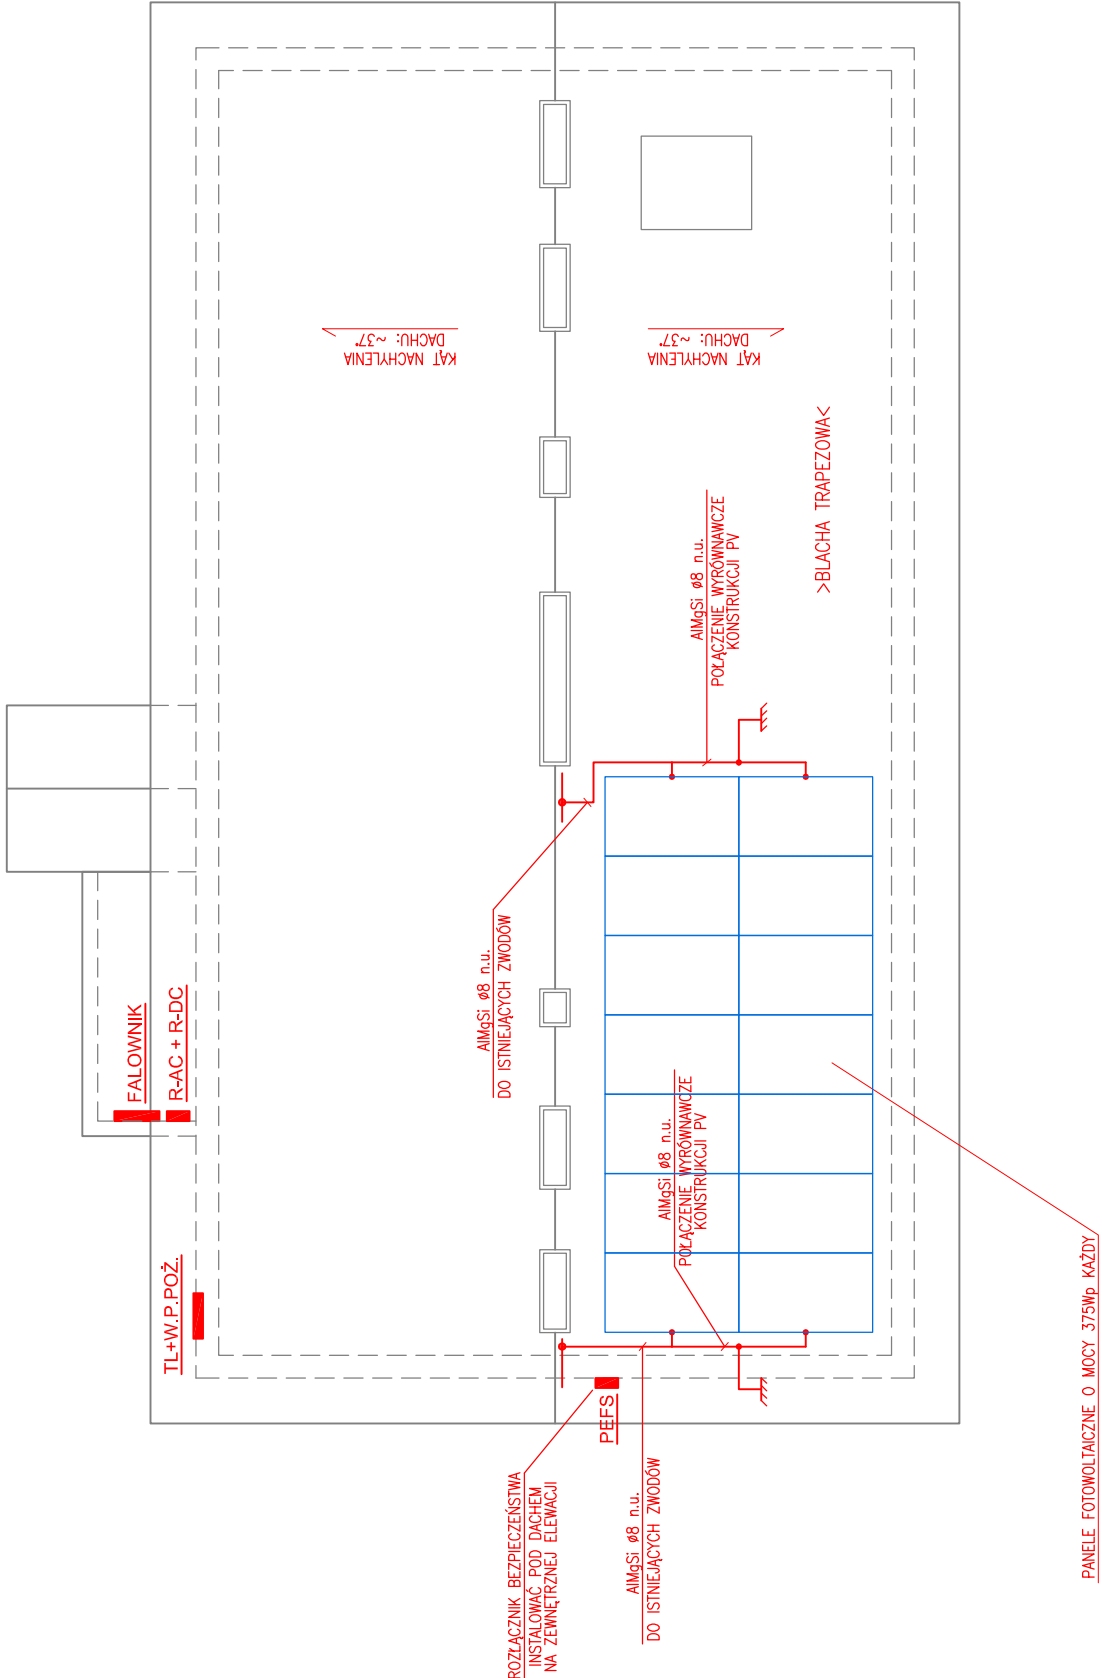 KĄT NACHYLENIA
DACHU: ~37°
KĄT NACHYLENIA
DACHU: ~37°
>BLACHA TRAPEZOWA<
AlMgSi ø8 n.u.
POŁĄCZENIE WYRÓWNAWCZE
KONSTRUKCJI PV
AlMgSi ø8 n.u.
DO ISTNIEJĄCYCH ZWODÓW
FALOWNIK
R-AC + R-DC
AlMgSi ø8 n.u.
POŁĄCZENIE WYRÓWNAWCZE
KONSTRUKCJI PV
TL+W.P.POŻ.
PEFS
ROZŁĄCZNIK BEZPIECZEŃSTWA
INSTALOWAĆ POD DACHEM
NA ZEWNĘTRZNEJ ELEWACJI
AlMgSi ø8 n.u.
DO ISTNIEJĄCYCH ZWODÓW
PANELE FOTOWOLTAICZNE O MOCY 375Wp KAŻDY